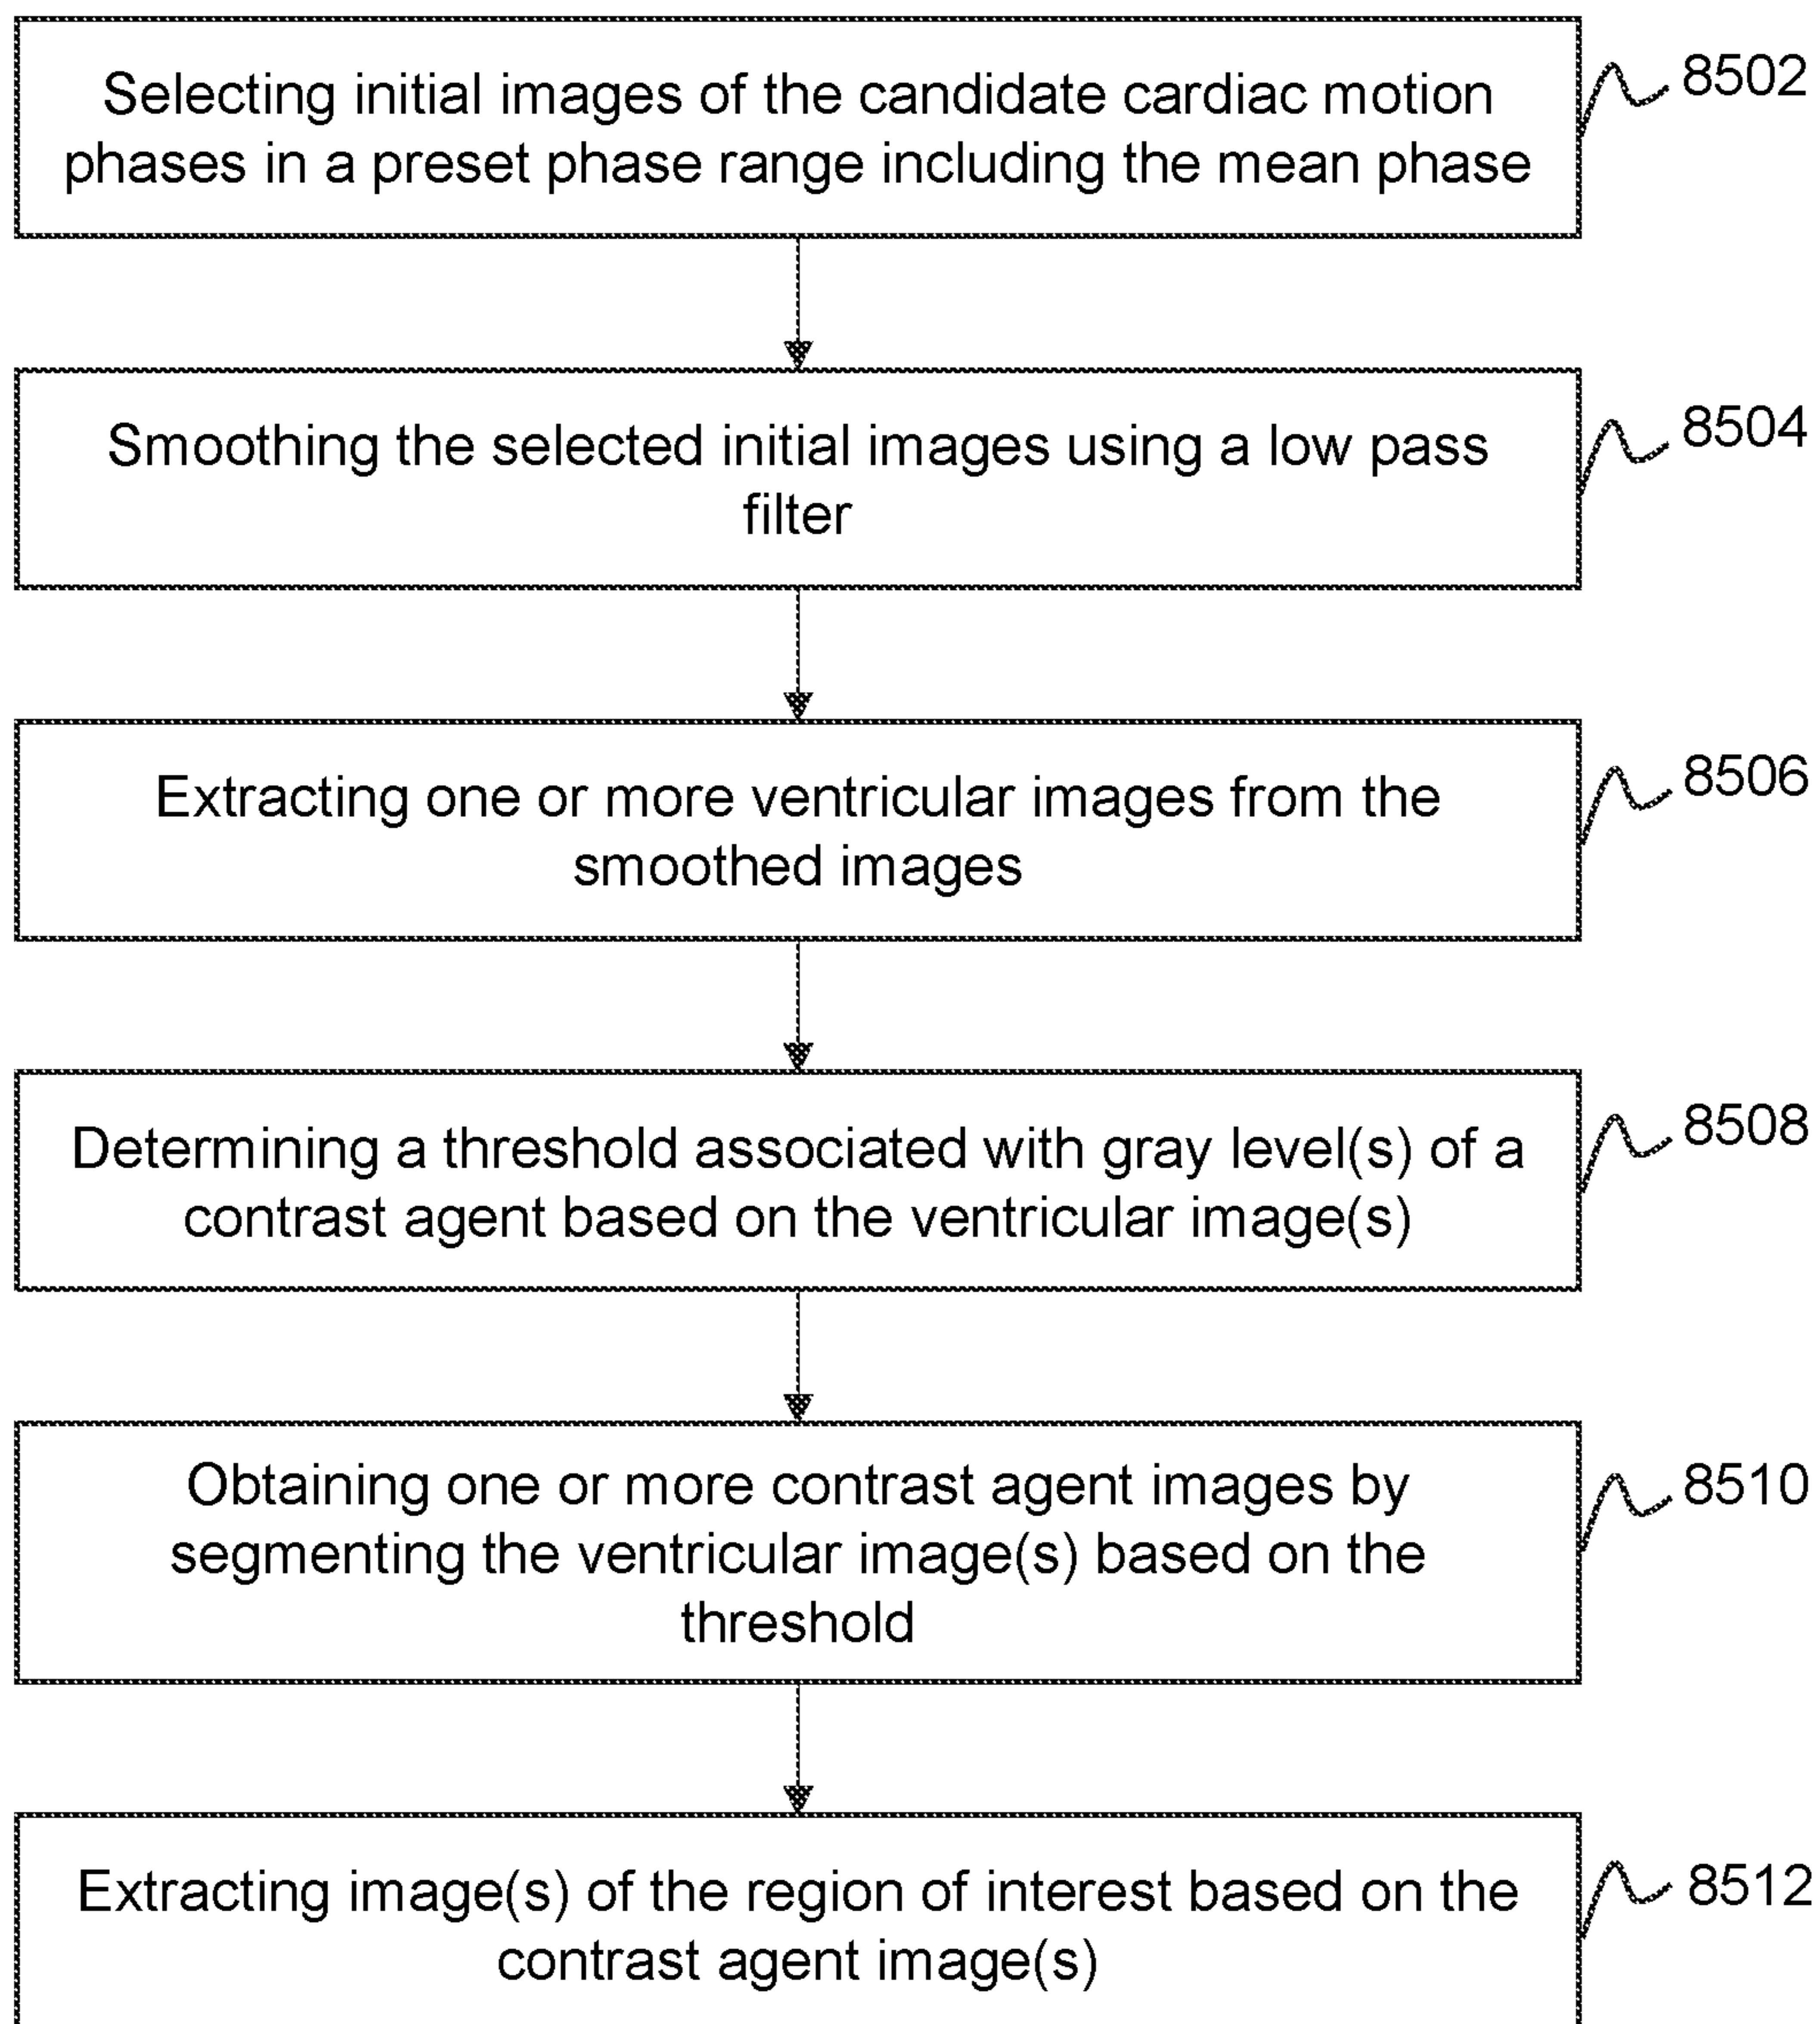 Selecting initial images of the candidate cardiac motion
phases in a preset phase range including the mean phase
8502
Smoothing the selected initial images using a low pass
filter
8504
Extracting one or more ventricular images from the
smoothed images
8506
Determining a threshold associated with gray level(s) of a
contrast agent based on the ventricular image(s)
8508
Obtaining one or more contrast agent images by
segmenting the ventricular image(s) based on the
threshold
8510
Extracting image(s) of the region of interest based on the
contrast agent image(s)
8512